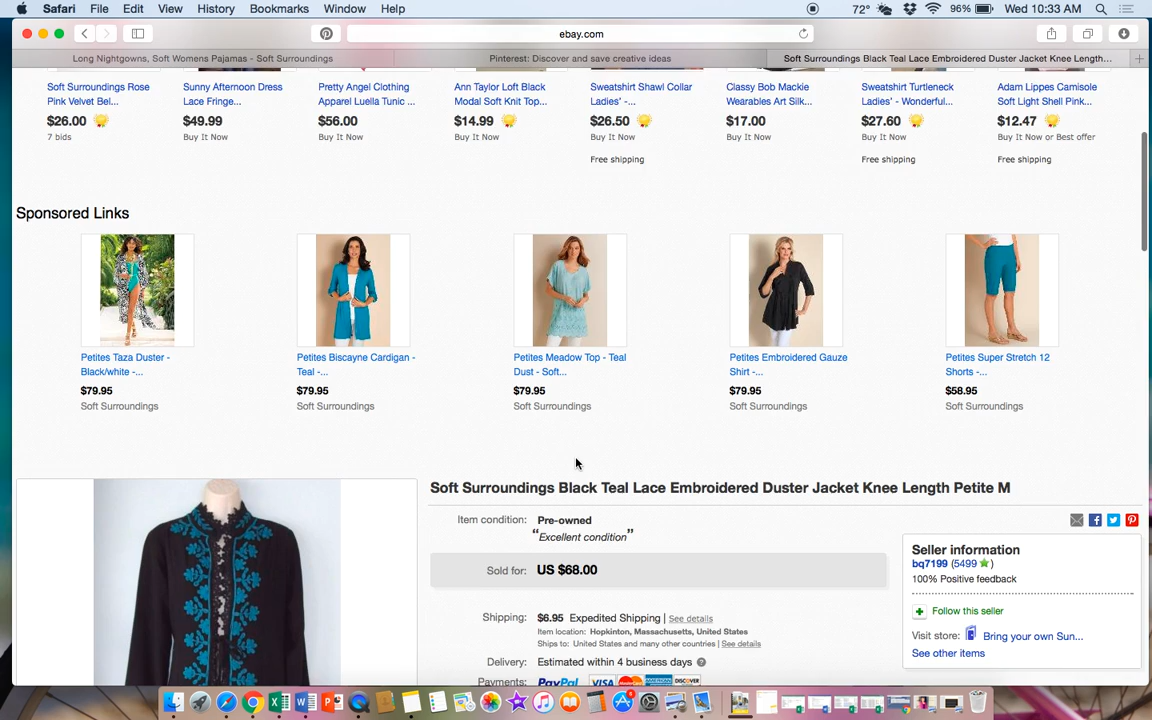 Safari File Edit View History Bookmarks Window Help 72° 96% Wed 10:33 AM
ebay.com
Long Nightgowns, Soft Womens Pajamas - Soft Surroundings Pinterest: Discover and save creative ideas Soft Surroundings Black Teal Lace Embroidered Duster Jacket Knee Length...
Soft Surroundings Rose Sunny Afternoon Dress Pretty Angel Clothing Ann Taylor Loft Black Sweatshirt Shawl Collar Classy Bob Mackie Sweatshirt Turtleneck Adam Lippes Camisole
Pink Velvet Bel... Lace Fringe... Apparel Luella Tunic ... Modal Soft Knit Top... Ladies' -... Wearables Art Silk... Ladies' - Wonderful... Soft Light Shell Pink...
$26.00 $49.99 $56.00 $14.99 $26.50 $17.00 $27.60 $12.47
7 bids Buy It Now Buy It Now Buy It Now Buy It Now Buy It Now Buy It Now Buy It Now or Best offer
Free shipping Free shipping Free shipping
Sponsored Links
Petites Taza Duster - Petites Biscayne Cardigan - Petites Meadow Top - Teal Petites Embroidered Gauze Petites Super Stretch 12
Black/white -... Teal -... Dust - Soft... Shirt -... Shorts -...
$79.95 $79.95 $79.95 $79.95 $58.95
Soft Surroundings Soft Surroundings Soft Surroundings Soft Surroundings Soft Surroundings
Soft Surroundings Black Teal Lace Embroidered Duster Jacket Knee Length Petite M
Item condition: Pre-owned
"Excellent condition"
Sold for: US $68.00
Shipping: $6.95 Expedited Shipping | See details
Item location: Hopkinton, Massachusetts, United States
Ships to: United States and many other countries | See details
Delivery: Estimated within 4 business days
Payments: PayPal VISA MasterCard AMERICAN EXPRESS DISCOVER
Seller information
bq7199 (5499)
100% Positive feedback
Follow this seller
Visit store: Bring your own Sun...
See other items